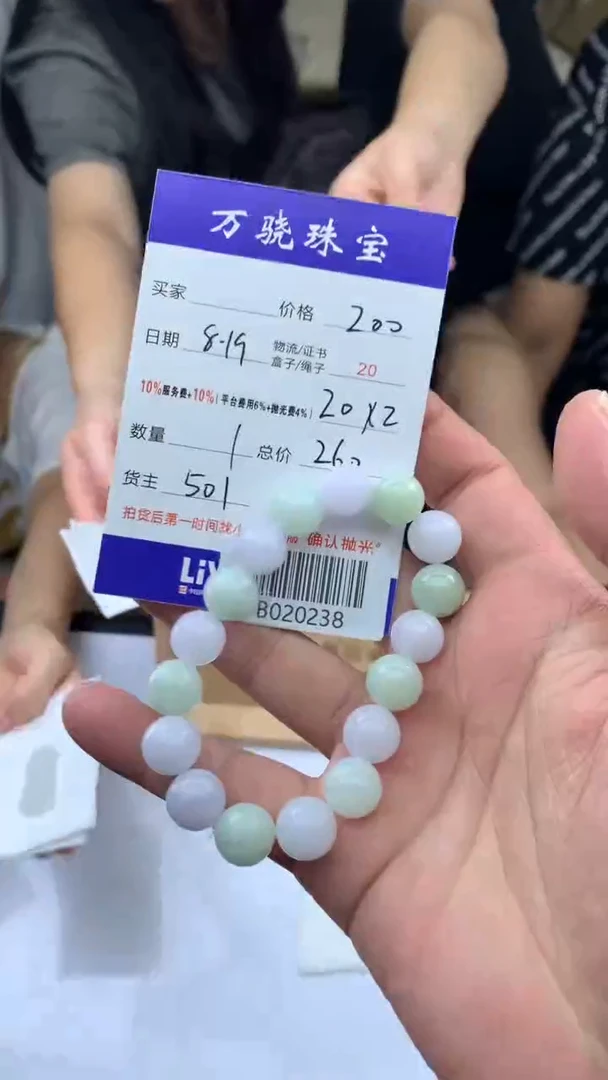 万骁珠宝
买家 价格 200
日期 8.19 物流/证书 盒子/绳子 20
10%服务费+10%(平台费用6%+抛光费4%) 20 X2
数量 1 总价 260
货主 501
拍货后第一时间找 确认抛光"
LiV
B020238